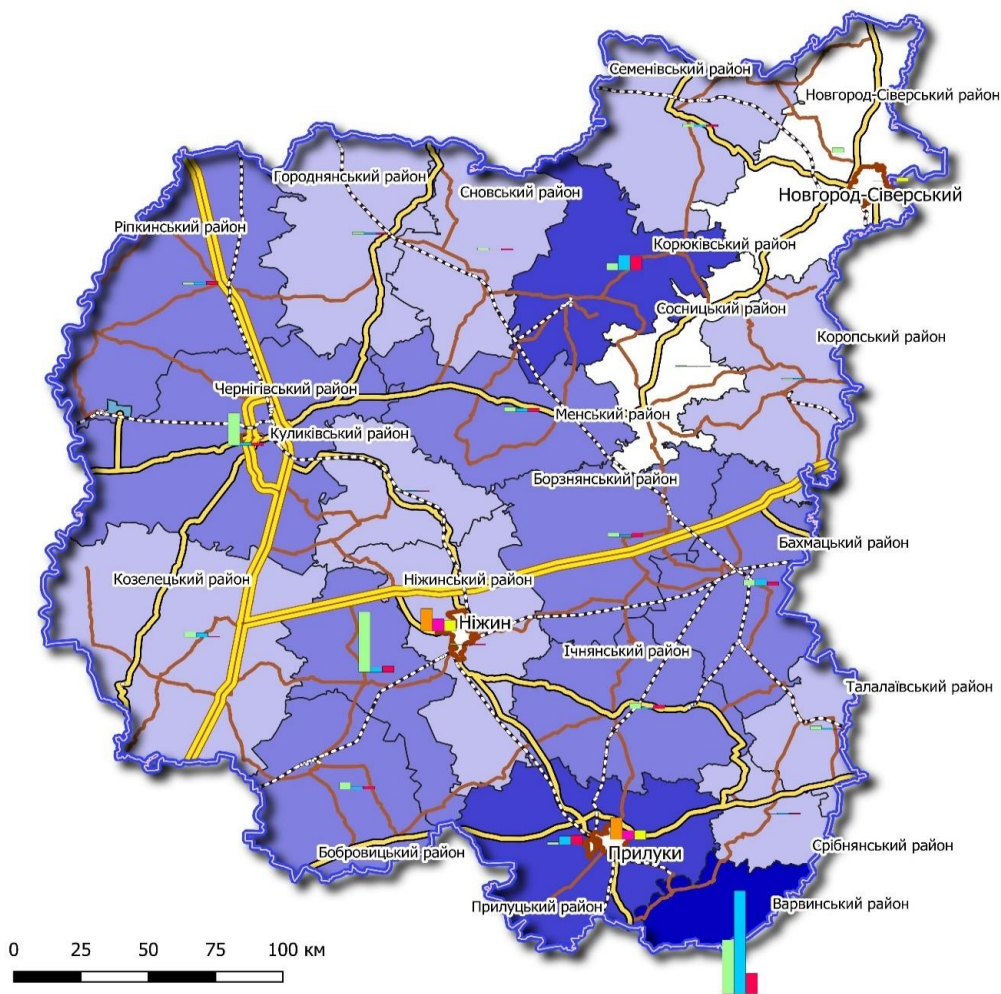 Семенівський район
Новгород-Сіверський район
Городнянський район
Сновський район
Новгород-Сіверський
Ріпкинський район
Корюківський район
Сосницький район
Коропський район
Чернігівський район
Менський район
Куликівський район
Борзнянський район
Бахмацький район
Козелецький район
Ніжинський район
Ніжин
Ічнянський район
Талалаївський район
Срібнянський район
Бобровицький район
Прилуки
Варвинський район
Прилуцький район
0 25 50 75 100 км